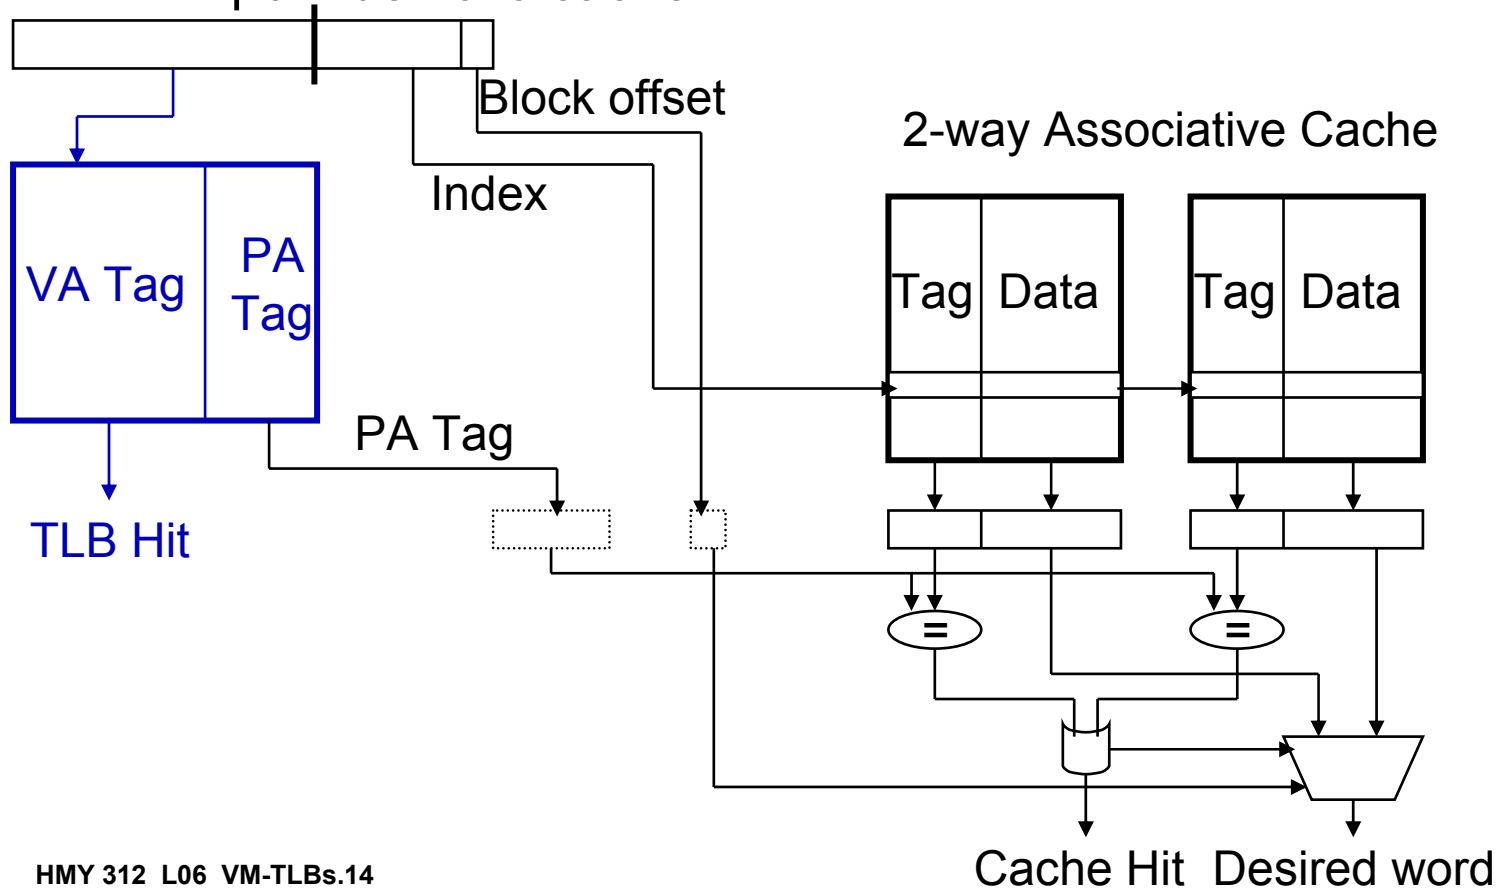 Block offset
2-way Associative Cache
Index
VA Tag
PA
Tag
Tag
Data
Tag
Data
PA Tag
TLB Hit
=
=
Cache Hit
Desired word
HMY 312 L06 VM-TLBs.14